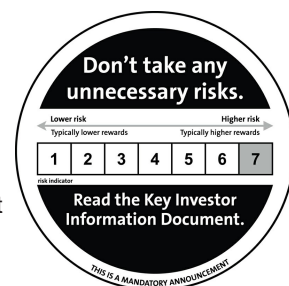 Don't take any
unnecessary risks.
Lower risk Higher risk
Typically lower rewards Typically higher rewards
1 2 3 4 5 6 7
risk indicator
Read the Key Investor
Information Document.
THIS IS A MANDATORY ANNOUNCEMENT